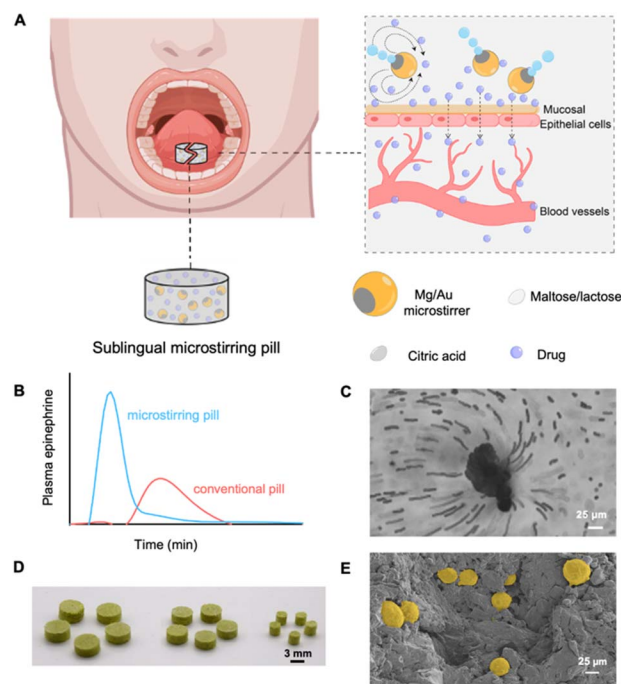 A
Mucosal
Epithelial cells
Blood vessels
Mg/Au
microstirrer
Maltose/lactose
Citric acid
Drug
Sublingual microstirring pill
B
Plasma epinephrine
microstirring pill
conventional pill
Time (min)
C
25 µm
D
3 mm
E
25 µm